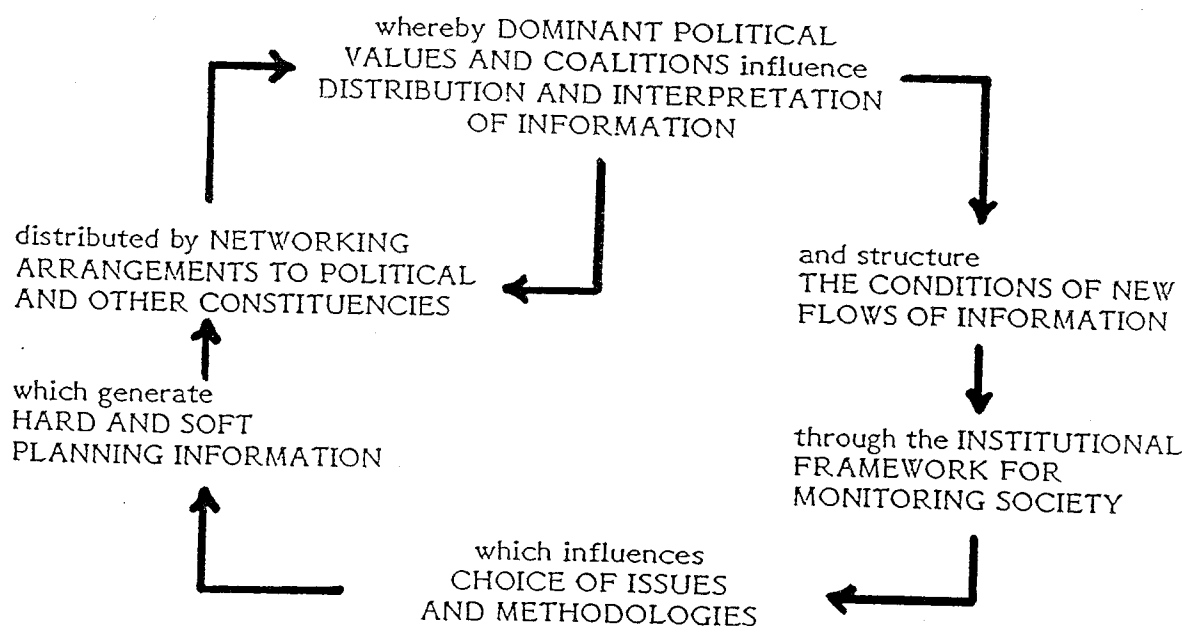 whereby DOMINANT POLITICAL
VALUES AND COALITIONS influence
DISTRIBUTION AND INTERPRETATION
OF INFORMATION
and structure
THE CONDITIONS OF NEW
FLOWS OF INFORMATION
through the INSTITUTIONAL
FRAMEWORK FOR
MONITORING SOCIETY
which influences
CHOICE OF ISSUES
AND METHODOLOGIES
which generate
HARD AND SOFT
PLANNING INFORMATION
distributed by NETWORKING
ARRANGEMENTS TO POLITICAL
AND OTHER CONSTITUENCIES